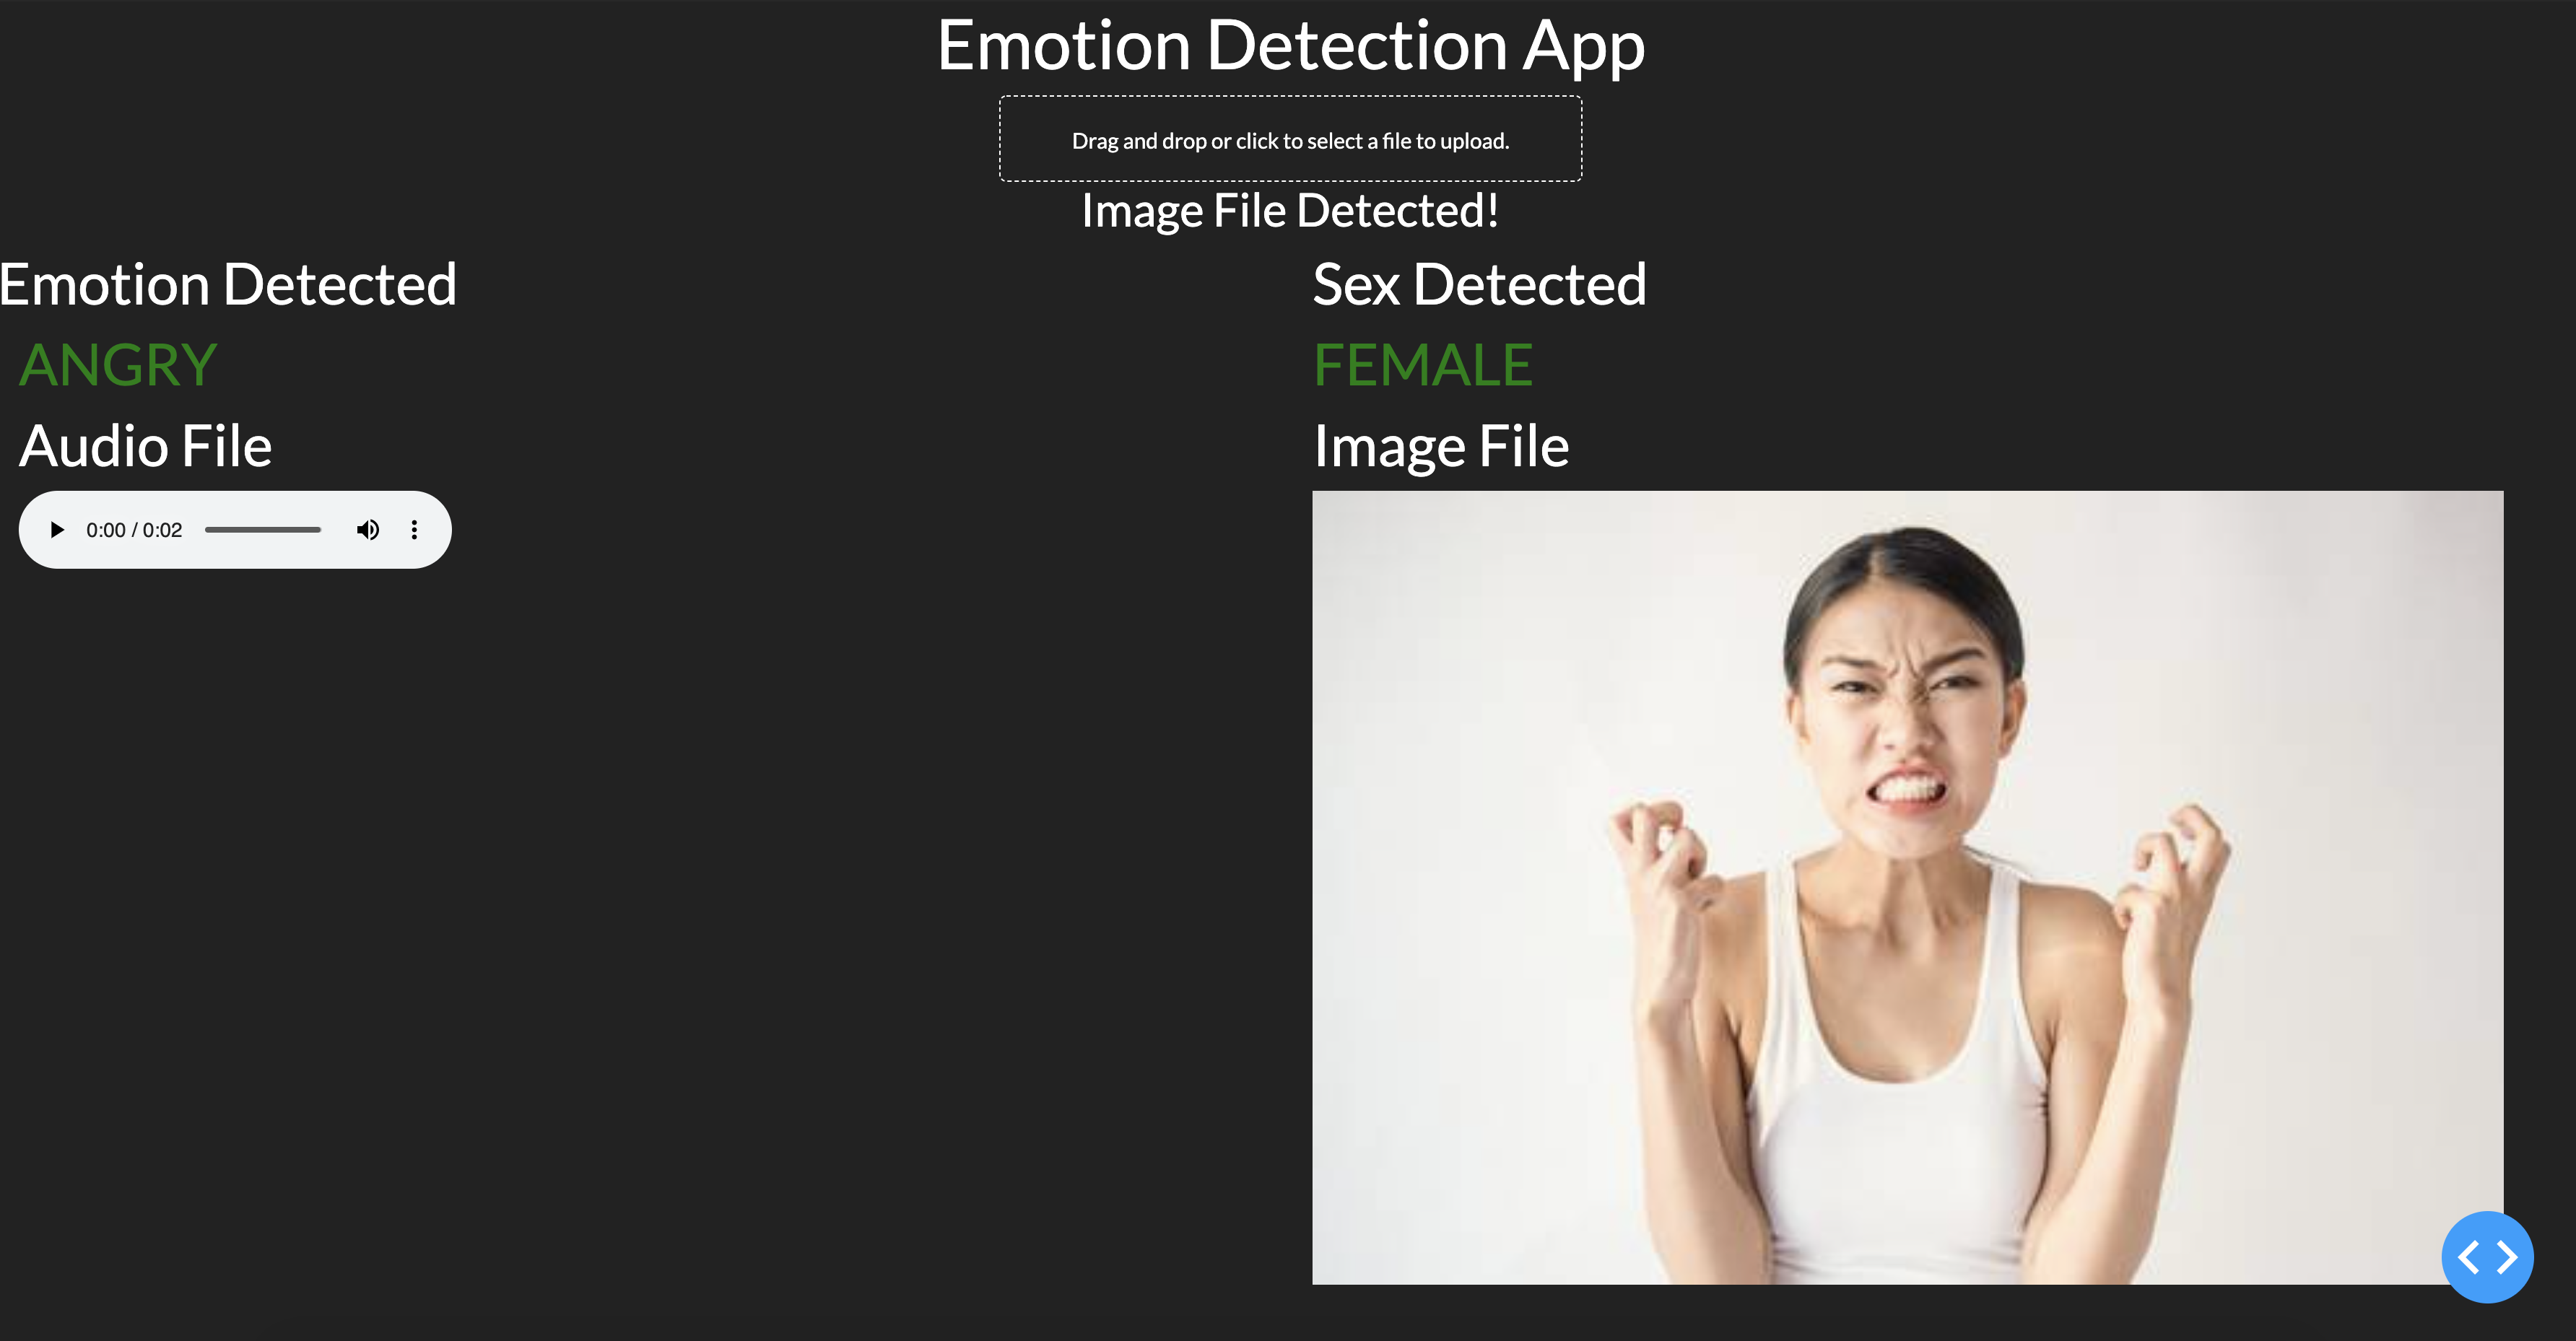 Emotion Detection App
Drag and drop or click to select a file to upload.
Image File Detected!
Emotion Detected
ANGRY
Audio File
0:00 / 0:02
Sex Detected
FEMALE
Image File